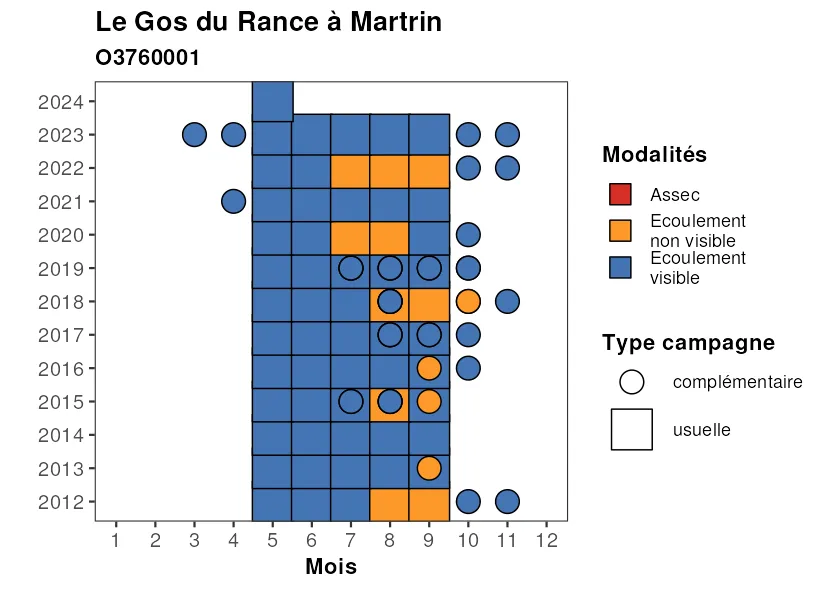 Le Gos du Rance à Martrin
O3760001
2024
2023
2022
2021
2020
2019
2018
2017
2016
2015
2014
2013
2012
1 2 3 4 5 6 7 8 9 10 11 12
Mois
Modalités
Assec
Ecoulement
non visible
Ecoulement
visible
Type campagne
complémentaire
usuelle